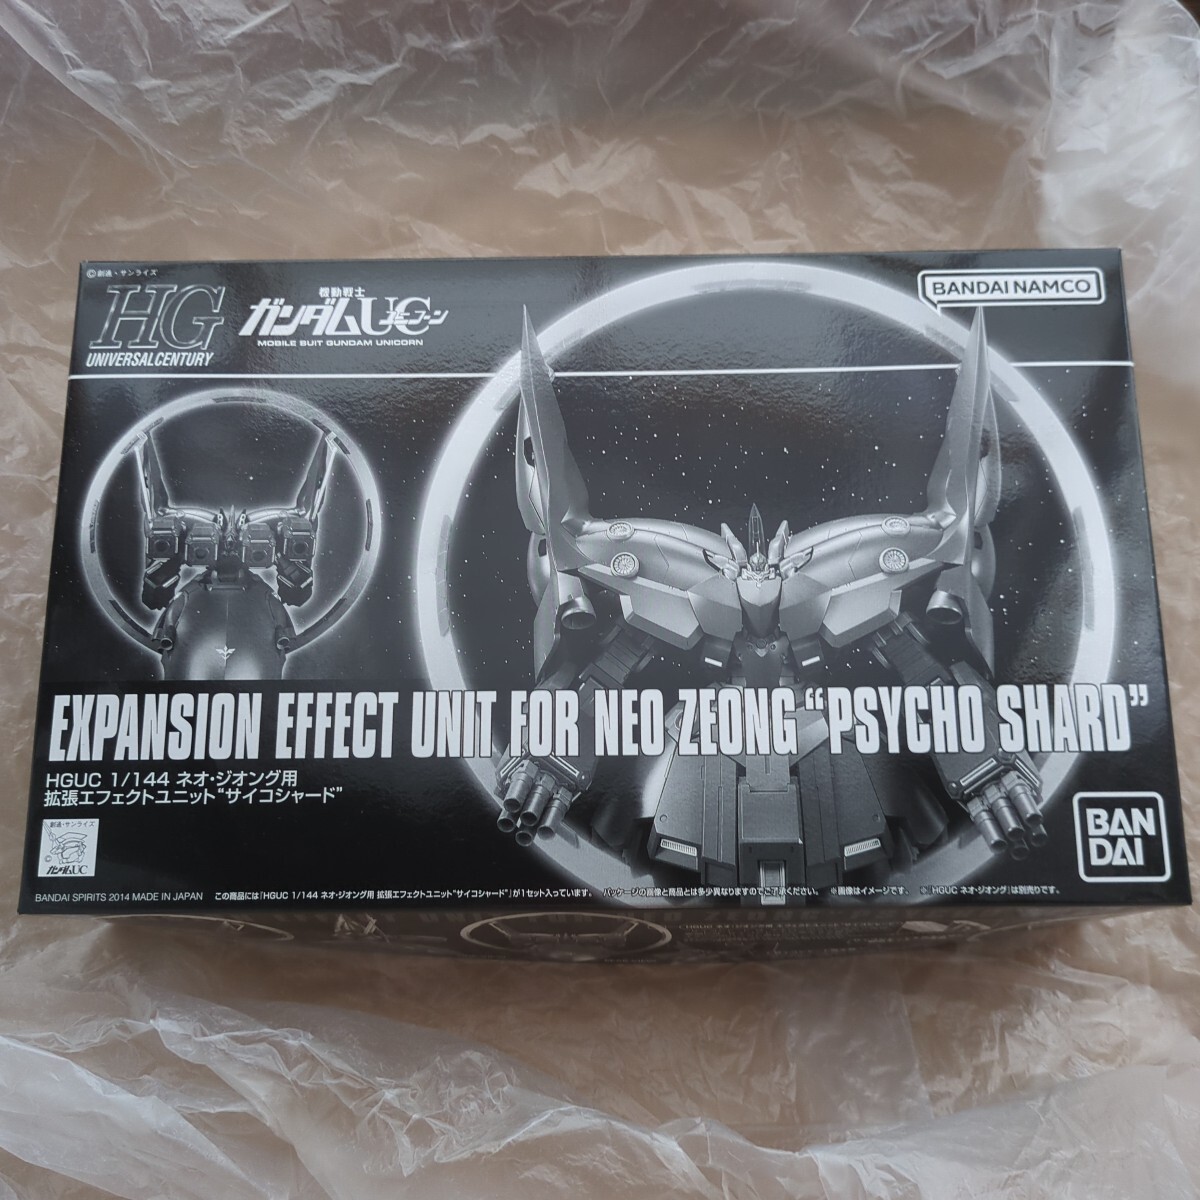 ©創通・サンライズ
HG
UNIVERSAL CENTURY
機動戦士
ガンダムUC
ユニコーン
MOBILE SUIT GUNDAM UNICORN
BANDAI NAMCO
EXPANSION EFFECT UNIT FOR NEO ZEONG “PSYCHO SHARD”
HGUC 1/144 ネオ・ジオング用
拡張エフェクトユニット“サイコシャード”
創通・サンライズ
©
ガンダムUC
BAN
DAI
BANDAI SPIRITS 2014 MADE IN JAPAN
この商品には「HGUC 1/144 ネオ・ジオング用 拡張エフェクトユニット“サイコシャード”」が1セット入っています。 パッケージの画像と商品とは多少異なりますのでご了承ください。 ※画像はイメージです。 ※「HGUC ネオ・ジオング」は別売りです。